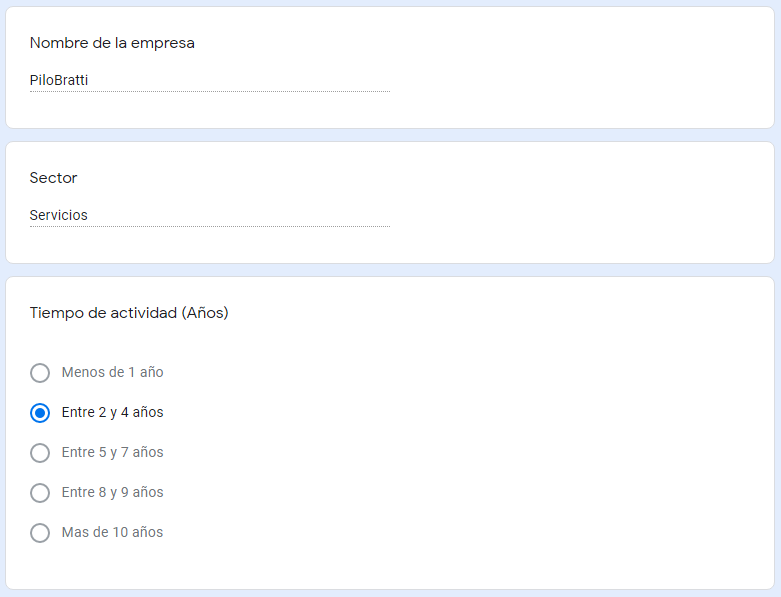 Nombre de la empresa
PiloBratti
Sector
Servicios
Tiempo de actividad (Años)
Menos de 1 año
Entre 2 y 4 años
Entre 5 y 7 años
Entre 8 y 9 años
Mas de 10 años